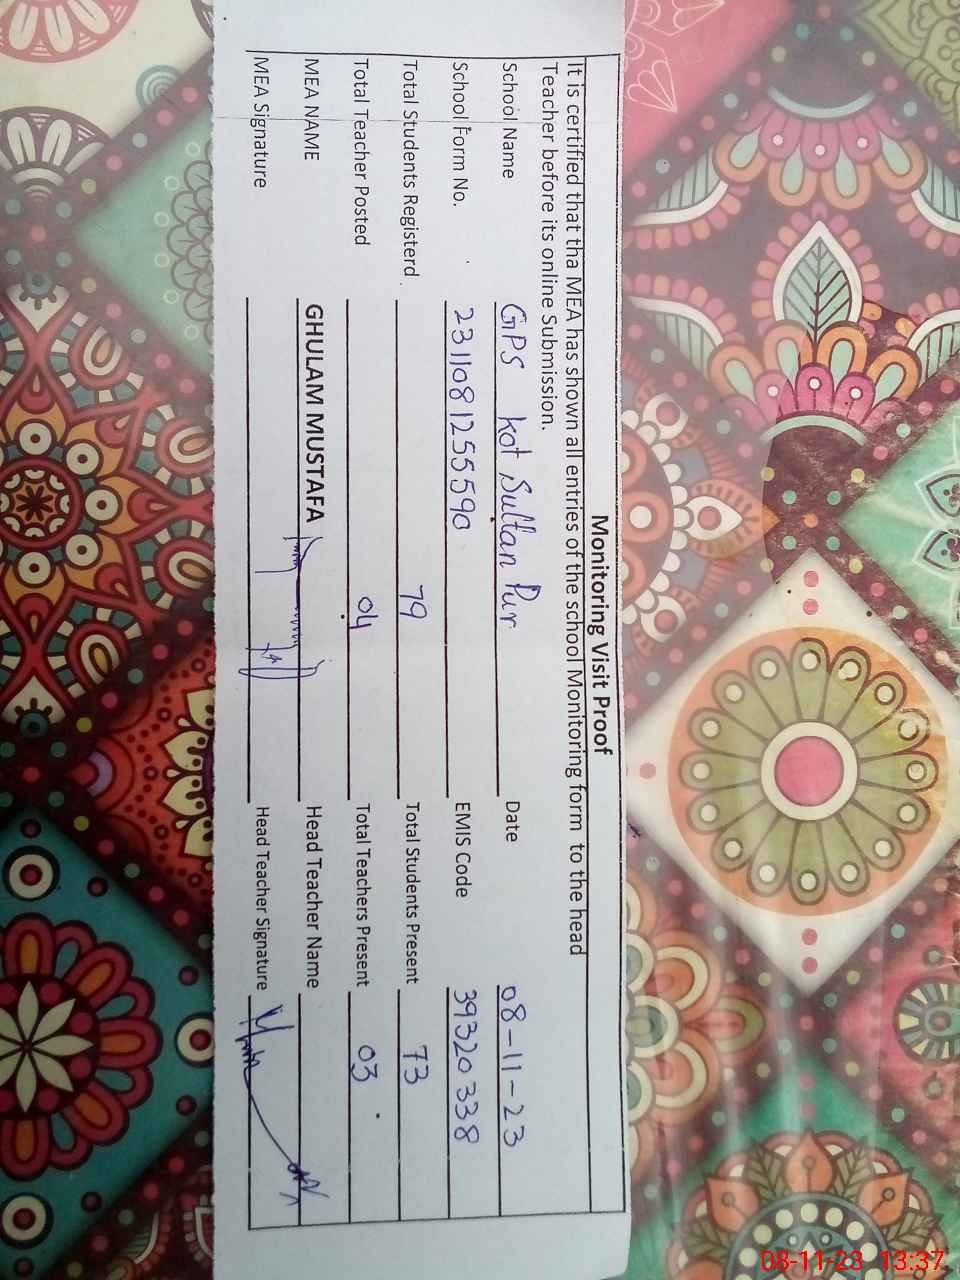 Monitoring Visit Proof
It is certified that tha MEA has shown all entries of the school Monitoring form to the head
Teacher before its online Submission.
School Name GPS Kot Sultan Pur Date 08-11-23
School Form No. 2311081255590 EMIS Code 39320338
Total Students Registerd 79 Total Students Present 73
Total Teacher Posted 04 Total Teachers Present 03
MEA NAME GHULAM MUSTAFA Head Teacher Name
MEA Signature Head Teacher Signature
08-11-23 13:37